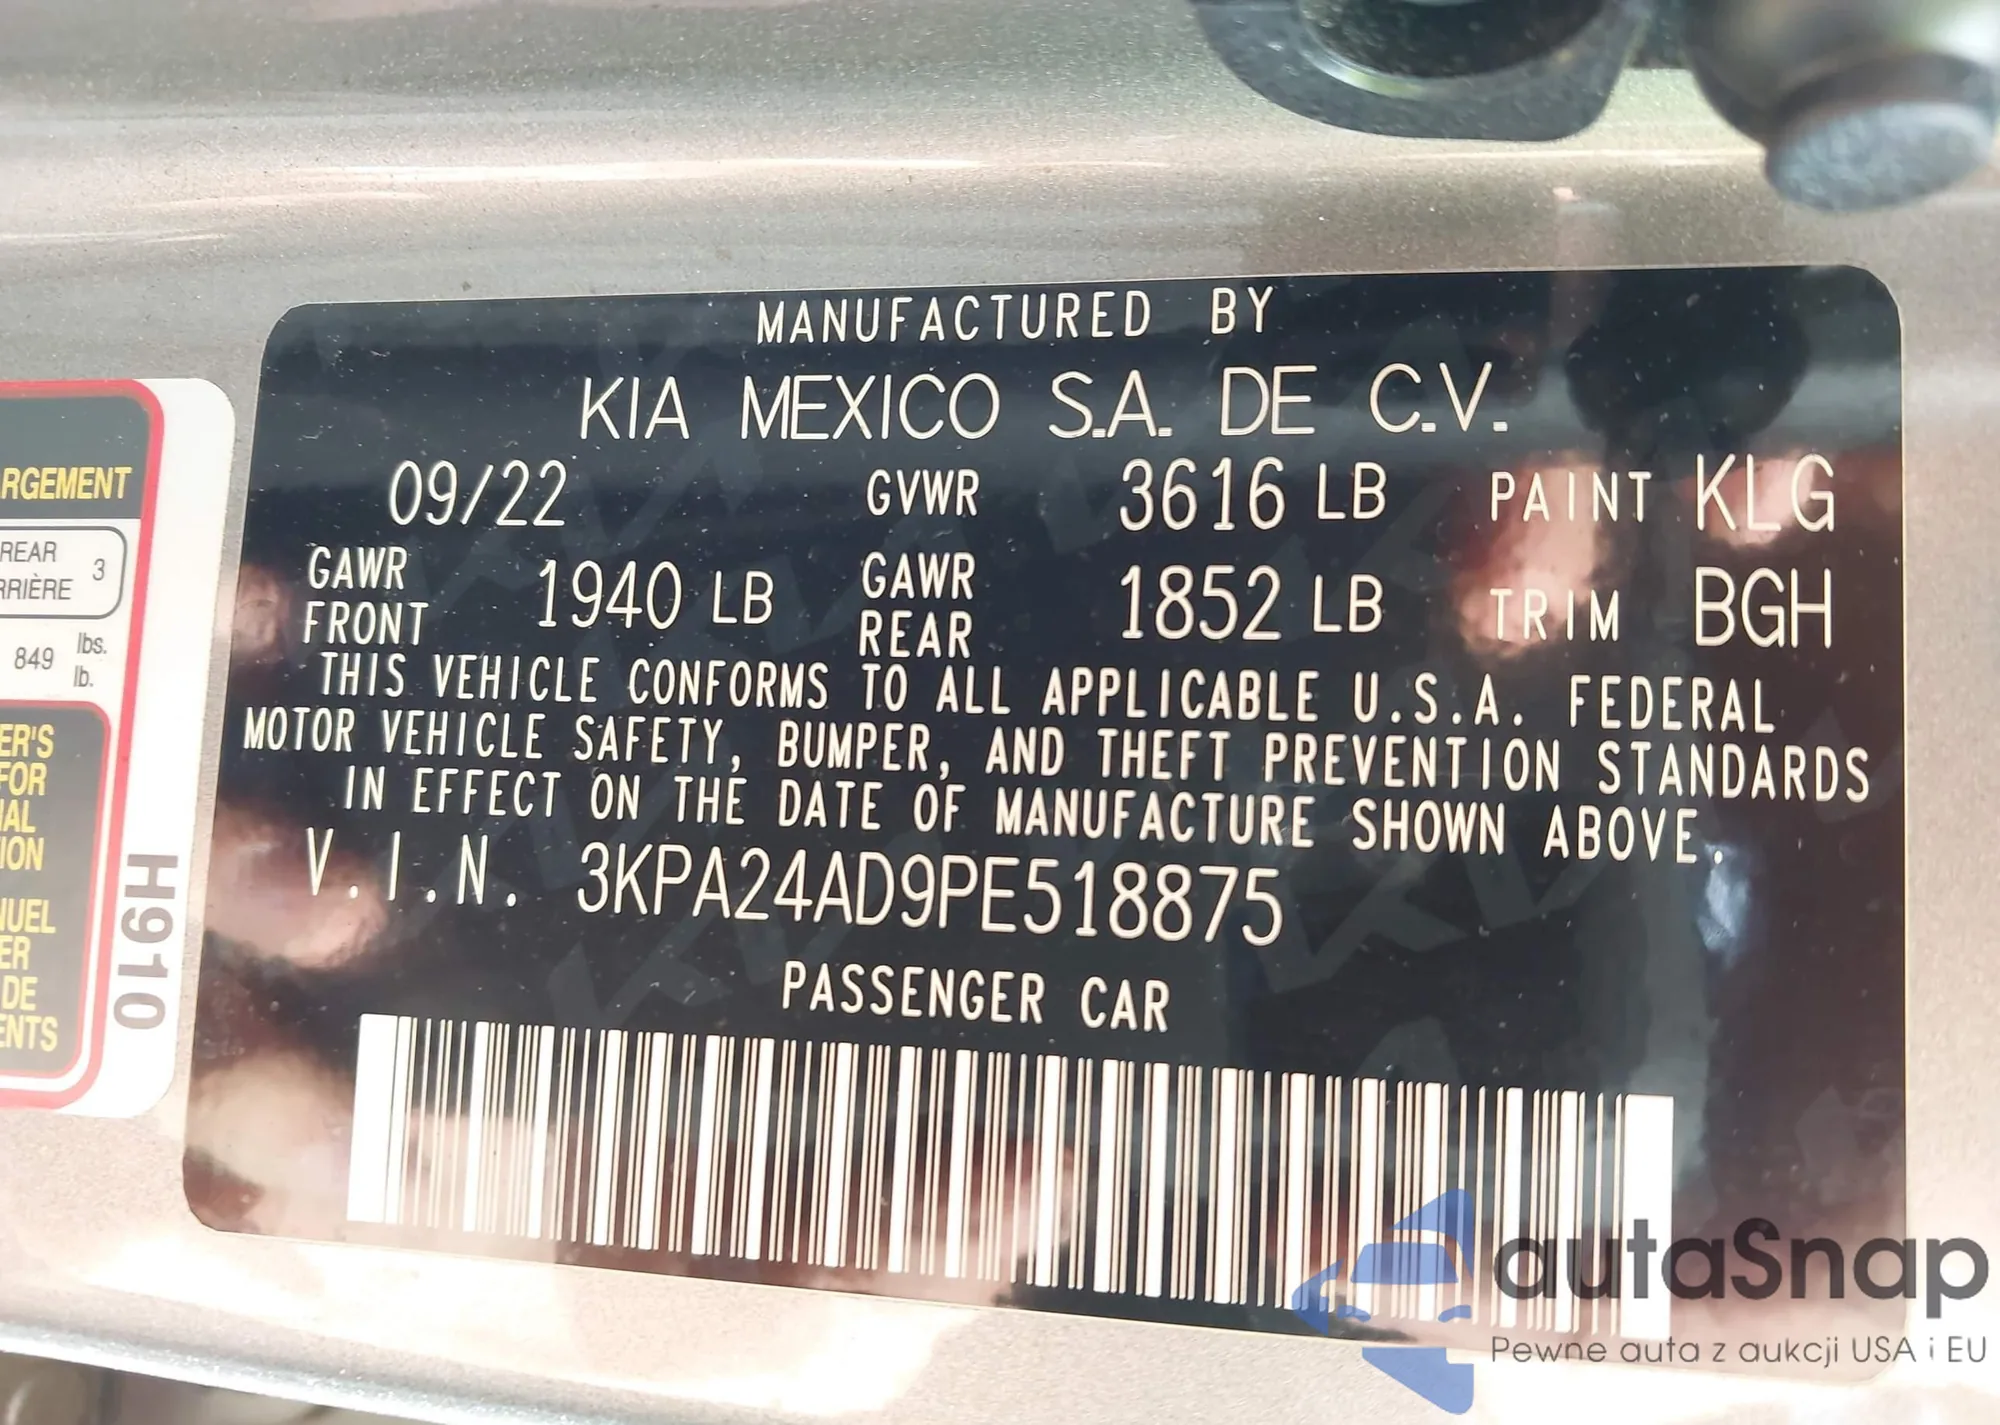 MANUFACTURED BY
KIA MEXICO S.A. DE C.V.
09/22 GVWR 3616 LB PAINT KLG
GAWR FRONT 1940 LB GAWR REAR 1852 LB TRIM BGH
THIS VEHICLE CONFORMS TO ALL APPLICABLE U.S.A. FEDERAL
MOTOR VEHICLE SAFETY, BUMPER, AND THEFT PREVENTION STANDARDS
IN EFFECT ON THE DATE OF MANUFACTURE SHOWN ABOVE.
V.I.N. 3KPA24AD9PE518875
PASSENGER CAR
RGEMENT
REAR 3
RRIÈRE
849 lbs.
lb.
ER'S
FOR
IAL
ION
NUEL
ER
DE
ENTS
H910
autaSnap
Pewne auta z aukcji USA i EU